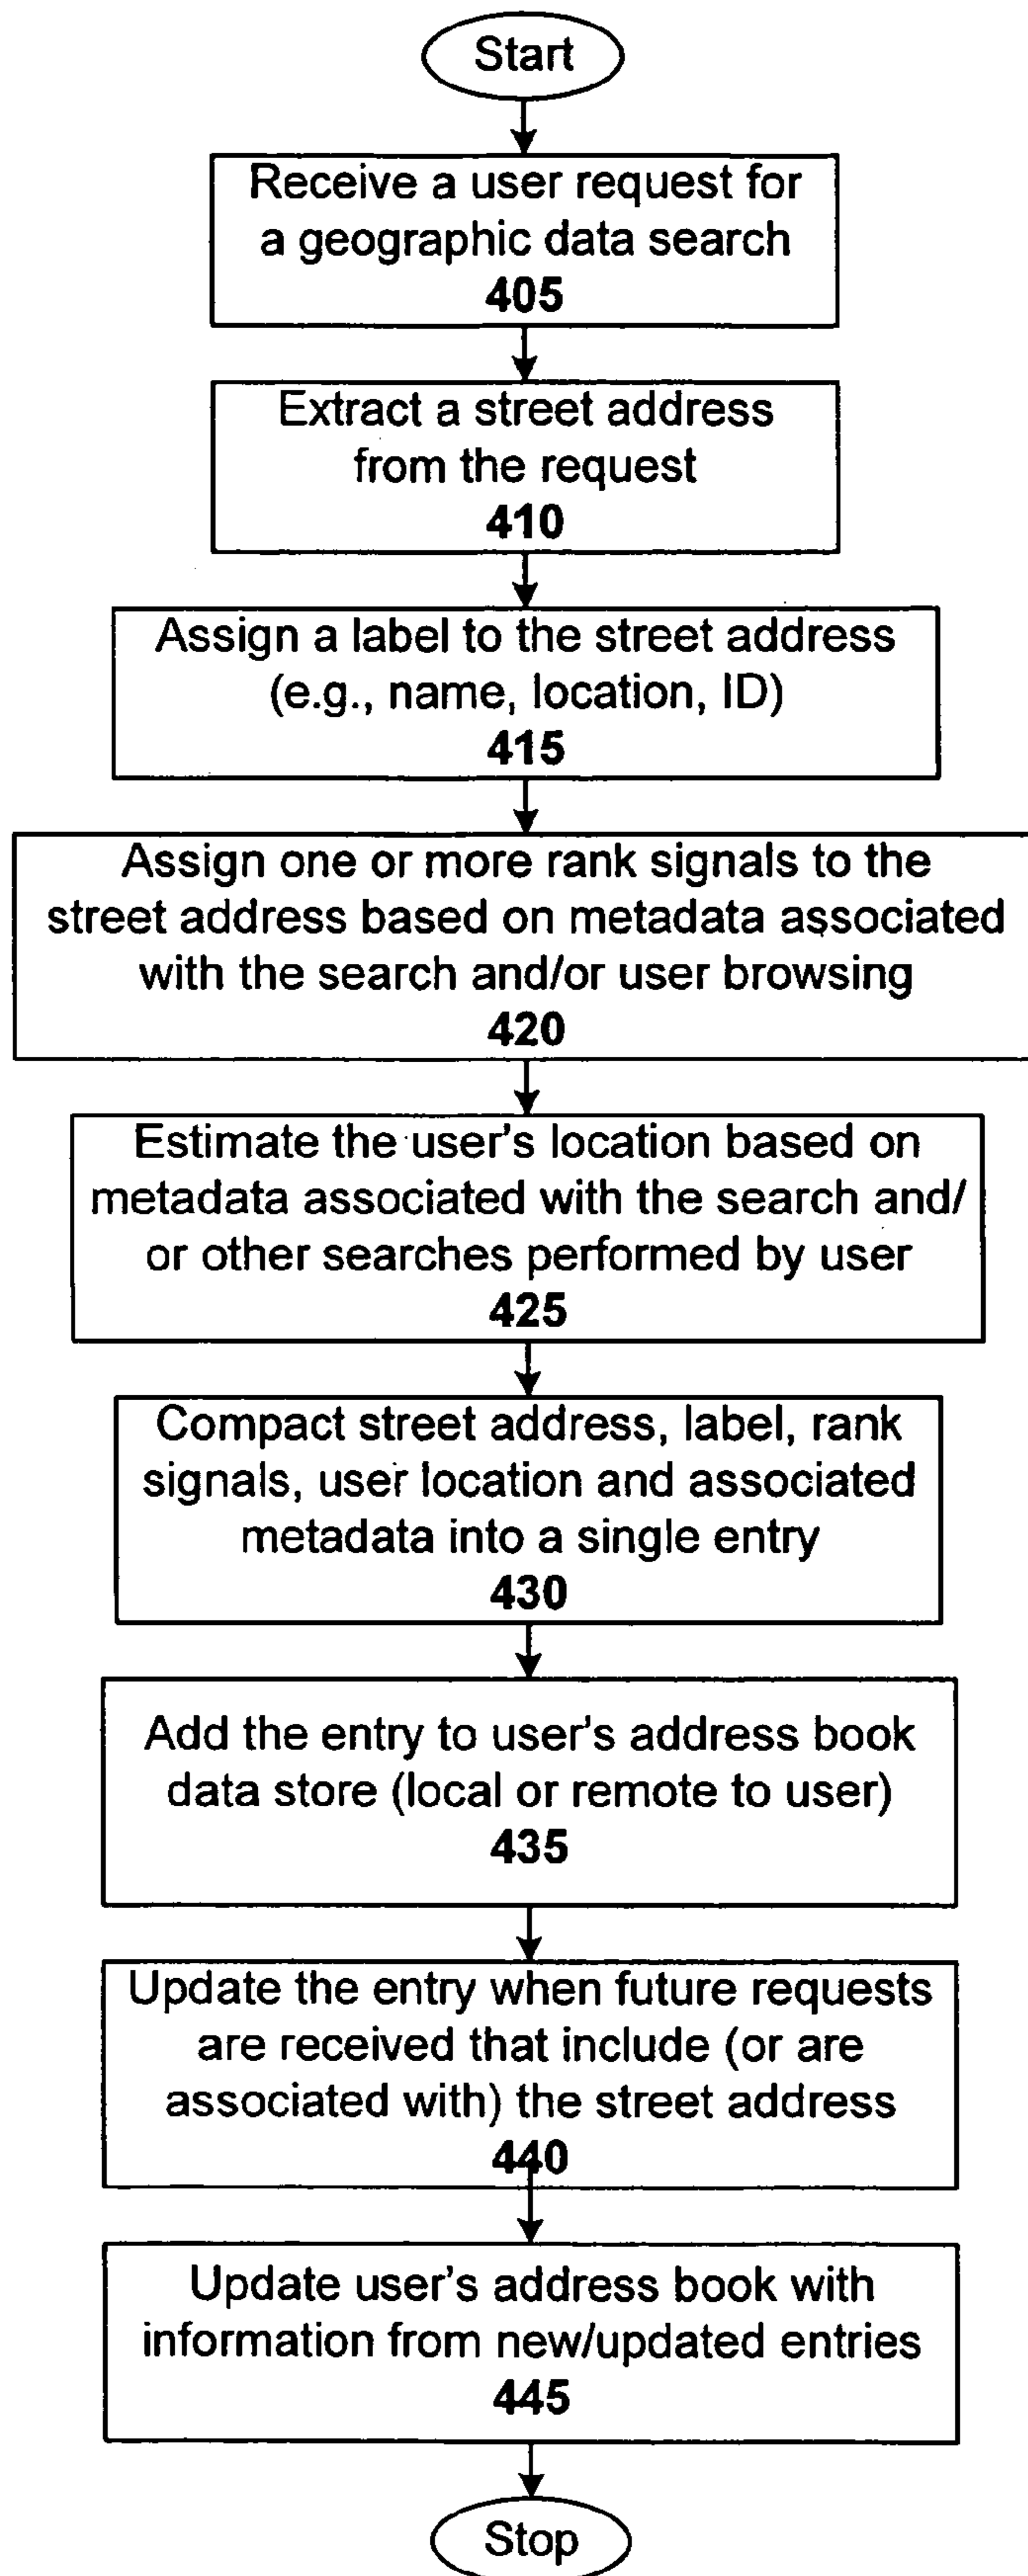 Start
Receive a user request for
a geographic data search
405
Extract a street address
from the request
410
Assign a label to the street address
(e.g., name, location, ID)
415
Assign one or more rank signals to the
street address based on metadata associated
with the search and/or user browsing
420
Estimate the user's location based on
metadata associated with the search and/
or other searches performed by user
425
Compact street address, label, rank
signals, user location and associated
metadata into a single entry
430
Add the entry to user's address book
data store (local or remote to user)
435
Update the entry when future requests
are received that include (or are
associated with) the street address
440
Update user's address book with
information from new/updated entries
445
Stop